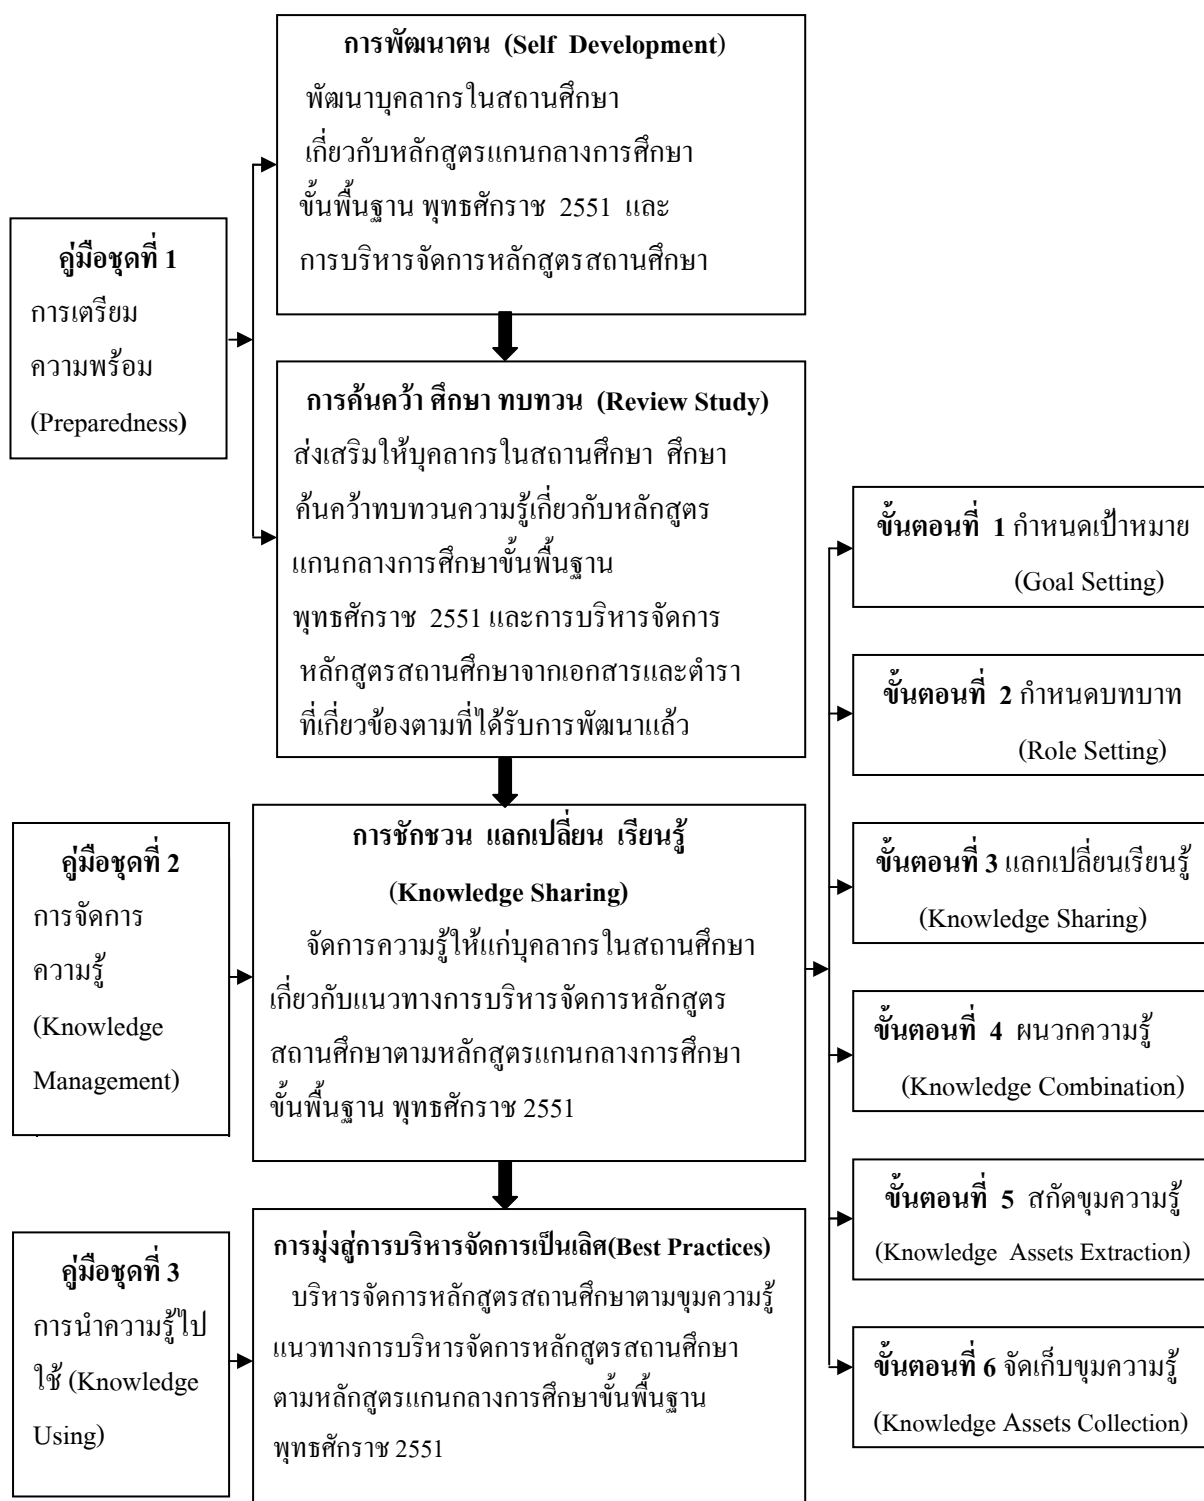 การพัฒนาตน (Self Development)
พัฒนาบุคลากรในสถานศึกษา
เกี่ยวกับหลักสูตรแกนกลางการศึกษา
ขั้นพื้นฐาน พุทธศักราช 2551 และ
การบริหารจัดการหลักสูตรสถานศึกษา
คู่มือชุดที่ 1
การเตรียม
ความพร้อม
(Preparedness)
การค้นคว้า ศึกษา ทบทวน (Review Study)
ส่งเสริมให้บุคลากรในสถานศึกษา ศึกษา
ค้นคว้าทบทวนความรู้เกี่ยวกับหลักสูตร
แกนกลางการศึกษาขั้นพื้นฐาน
พุทธศักราช 2551 และการบริหารจัดการ
หลักสูตรสถานศึกษาจากเอกสารและตำรา
ที่เกี่ยวข้องตามที่ได้รับการพัฒนาแล้ว
คู่มือชุดที่ 2
การจัดการ
ความรู้
(Knowledge
Management)
การชักชวน แลกเปลี่ยน เรียนรู้
(Knowledge Sharing)
จัดการความรู้ให้แก่บุคลากรในสถานศึกษา
เกี่ยวกับแนวทางการบริหารจัดการหลักสูตร
สถานศึกษาตามหลักสูตรแกนกลางการศึกษา
ขั้นพื้นฐาน พุทธศักราช 2551
ขั้นตอนที่ 1 กำหนดเป้าหมาย
(Goal Setting)
ขั้นตอนที่ 2 กำหนดบทบาท
(Role Setting)
ขั้นตอนที่ 3 แลกเปลี่ยนเรียนรู้
(Knowledge Sharing)
ขั้นตอนที่ 4 ผนวกความรู้
(Knowledge Combination)
ขั้นตอนที่ 5 สกัดขุมความรู้
(Knowledge Assets Extraction)
ขั้นตอนที่ 6 จัดเก็บขุมความรู้
(Knowledge Assets Collection)
คู่มือชุดที่ 3
การนำความรู้ไป
ใช้ (Knowledge
Using)
การมุ่งสู่การบริหารจัดการเป็นเลิศ(Best Practices)
บริหารจัดการหลักสูตรสถานศึกษาตามขุมความรู้
แนวทางการบริหารจัดการหลักสูตรสถานศึกษา
ตามหลักสูตรแกนกลางการศึกษาขั้นพื้นฐาน
พุทธศักราช 2551